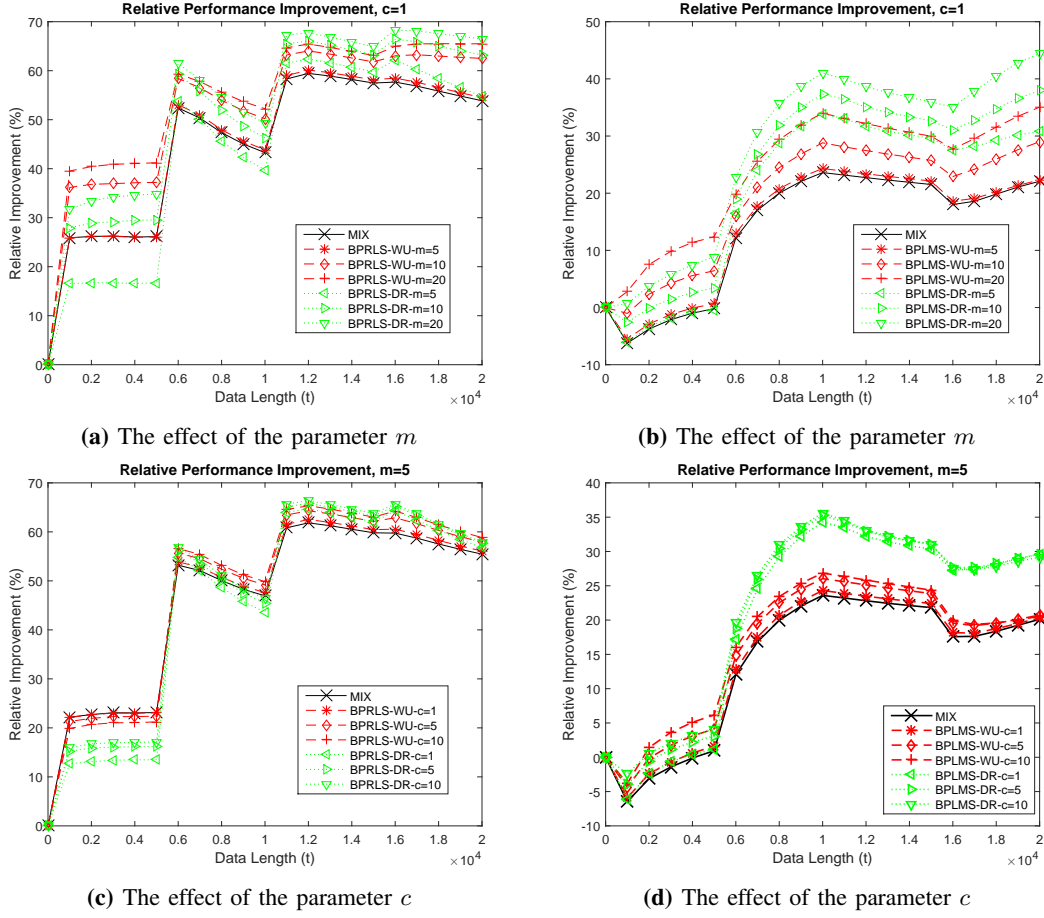 Relative Performance Improvement, c=1
Relative Improvement (%)
70
60
50
40
30
20
10
0
MIX
BPRLS-WU-m=5
BPRLS-WU-m=10
BPRLS-WU-m=20
BPRLS-DR-m=5
BPRLS-DR-m=10
BPRLS-DR-m=20
0 0.2 0.4 0.6 0.8 1 1.2 1.4 1.6 1.8 2
Data Length (t)
×10⁴
(a) The effect of the parameter m
Relative Performance Improvement, c=1
Relative Improvement (%)
50
40
30
20
10
0
-10
MIX
BPLMS-WU-m=5
BPLMS-WU-m=10
BPLMS-WU-m=20
BPLMS-DR-m=5
BPLMS-DR-m=10
BPLMS-DR-m=20
0 0.2 0.4 0.6 0.8 1 1.2 1.4 1.6 1.8 2
Data Length (t)
×10⁴
(b) The effect of the parameter m
Relative Performance Improvement, m=5
Relative Improvement (%)
70
60
50
40
30
20
10
0
MIX
BPRLS-WU-c=1
BPRLS-WU-c=5
BPRLS-WU-c=10
BPRLS-DR-c=1
BPRLS-DR-c=5
BPRLS-DR-c=10
0 0.2 0.4 0.6 0.8 1 1.2 1.4 1.6 1.8 2
Data Length (t)
×10⁴
(c) The effect of the parameter c
Relative Performance Improvement, m=5
Relative Improvement (%)
40
35
30
25
20
15
10
5
0
-5
-10
MIX
BPLMS-WU-c=1
BPLMS-WU-c=5
BPLMS-WU-c=10
BPLMS-DR-c=1
BPLMS-DR-c=5
BPLMS-DR-c=10
0 0.2 0.4 0.6 0.8 1 1.2 1.4 1.6 1.8 2
Data Length (t)
×10⁴
(d) The effect of the parameter c